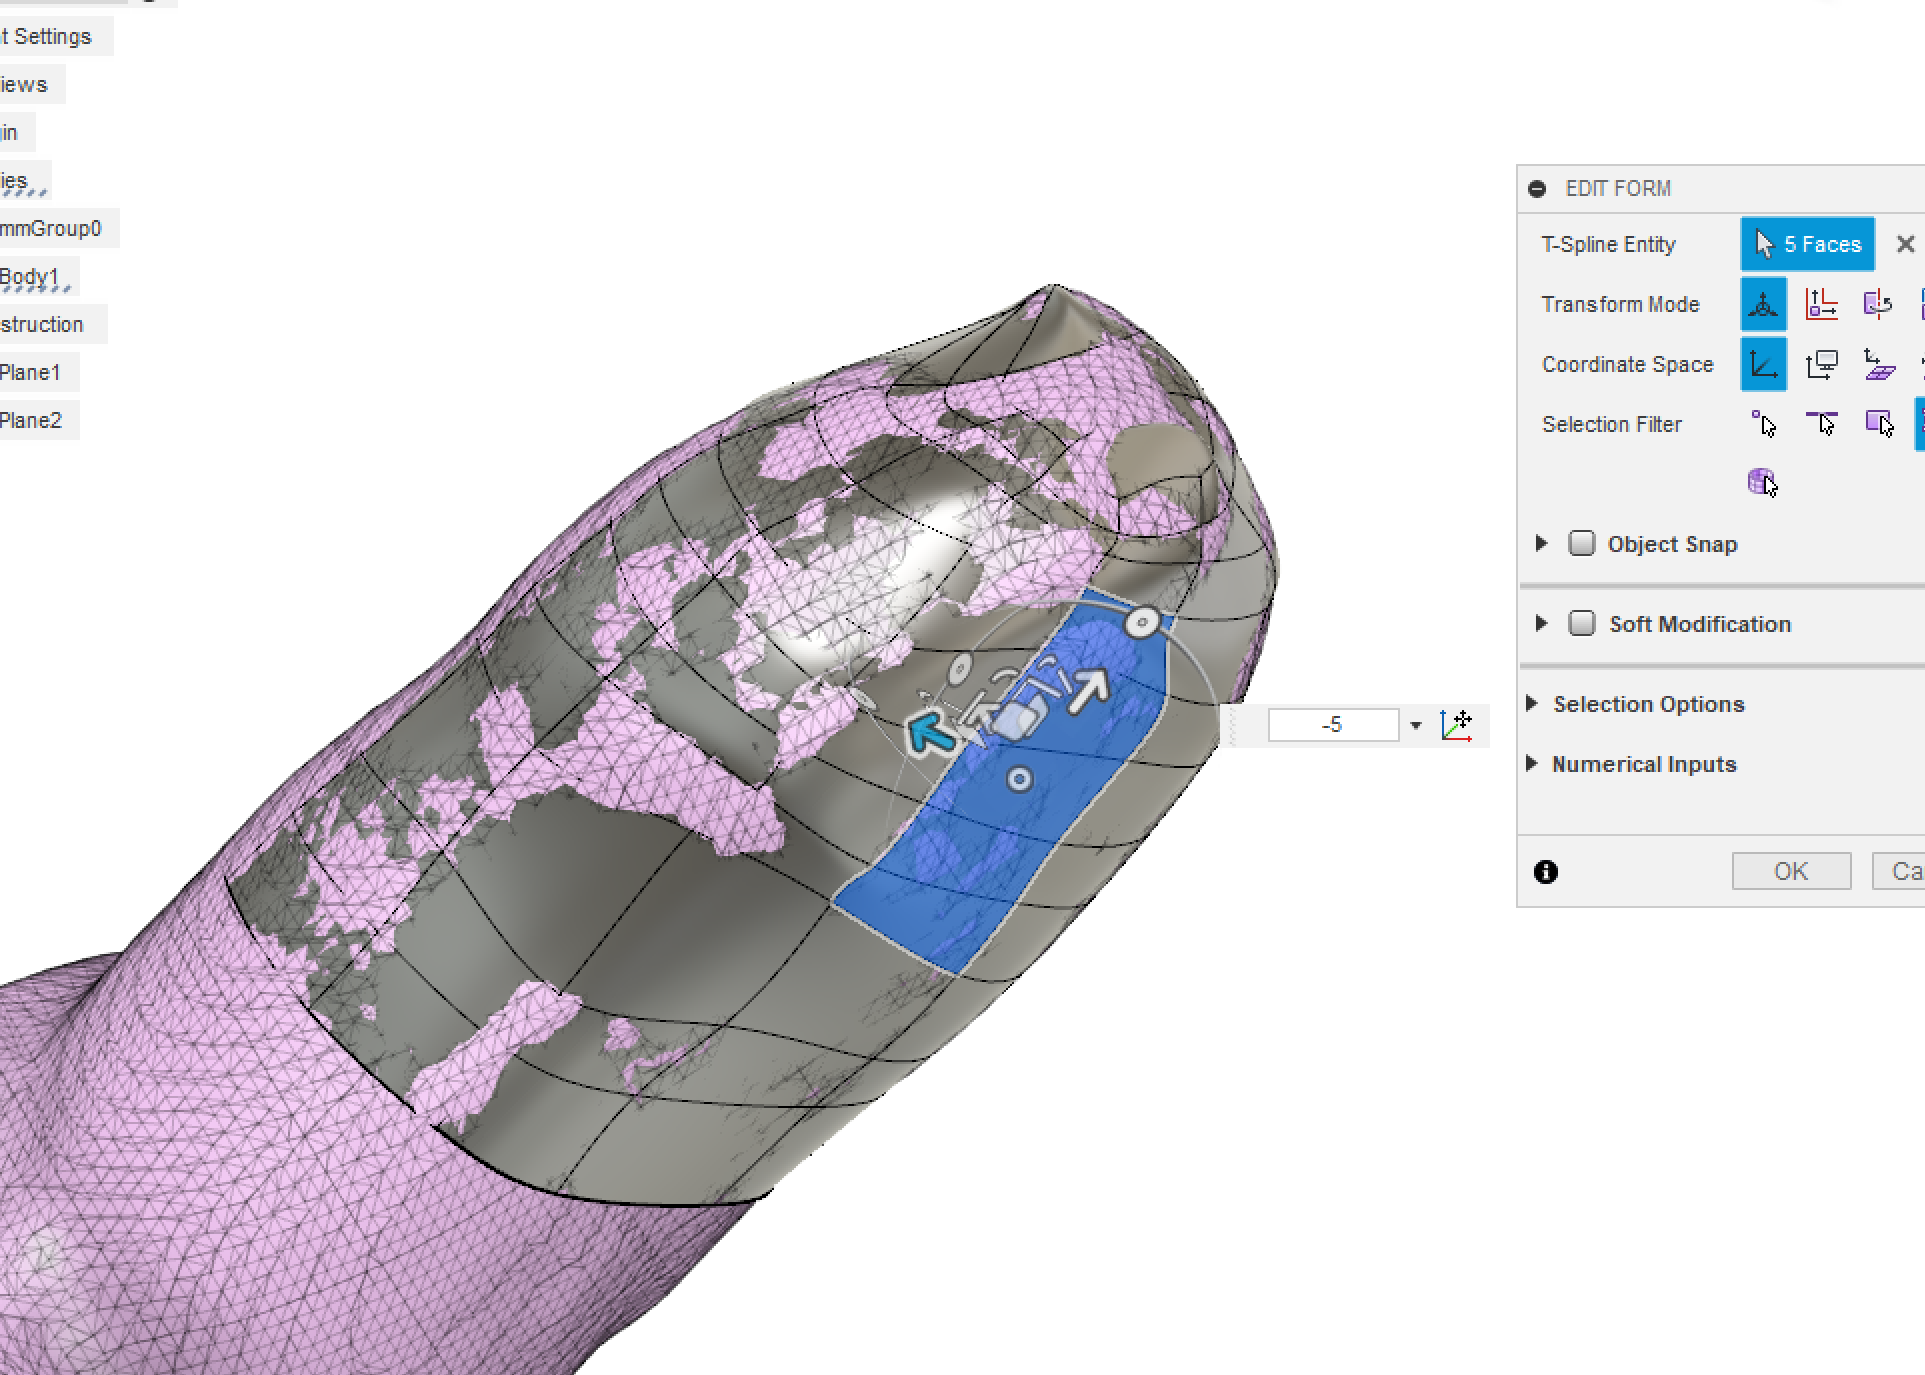 t Settings
iews
in
ies
mmGroup0
Body1
struction
Plane1
Plane2
EDIT FORM
T-Spline Entity
5 Faces
Transform Mode
Coordinate Space
Selection Filter
Object Snap
Soft Modification
-5
Selection Options
Numerical Inputs
OK
Ca